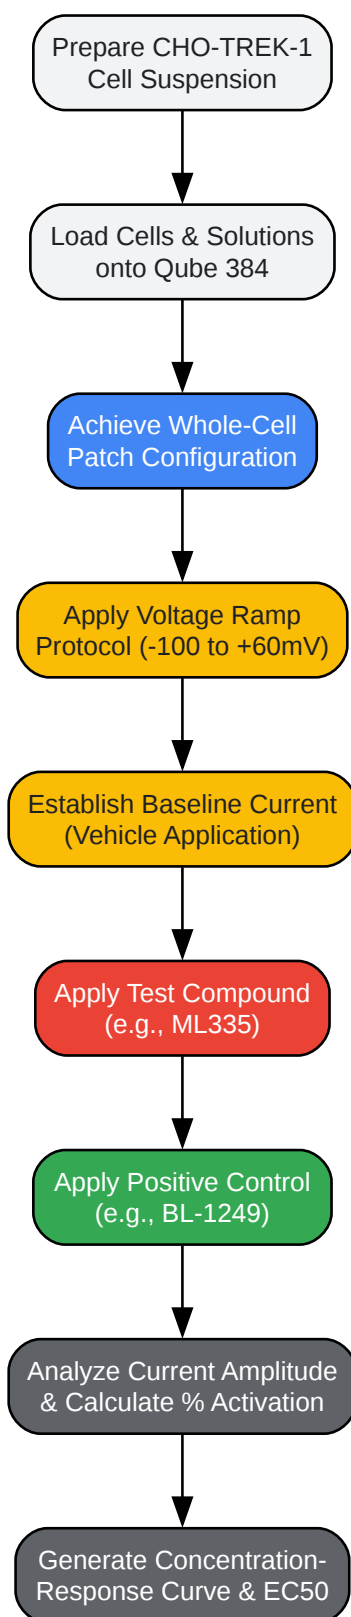 Prepare CHO-TREK-1
Cell Suspension
Load Cells & Solutions
onto Qube 384
Achieve Whole-Cell
Patch Configuration
Apply Voltage Ramp
Protocol (-100 to +60mV)
Establish Baseline Current
(Vehicle Application)
Apply Test Compound
(e.g., ML335)
Apply Positive Control
(e.g., BL-1249)
Analyze Current Amplitude
& Calculate % Activation
Generate Concentration-
Response Curve & EC50